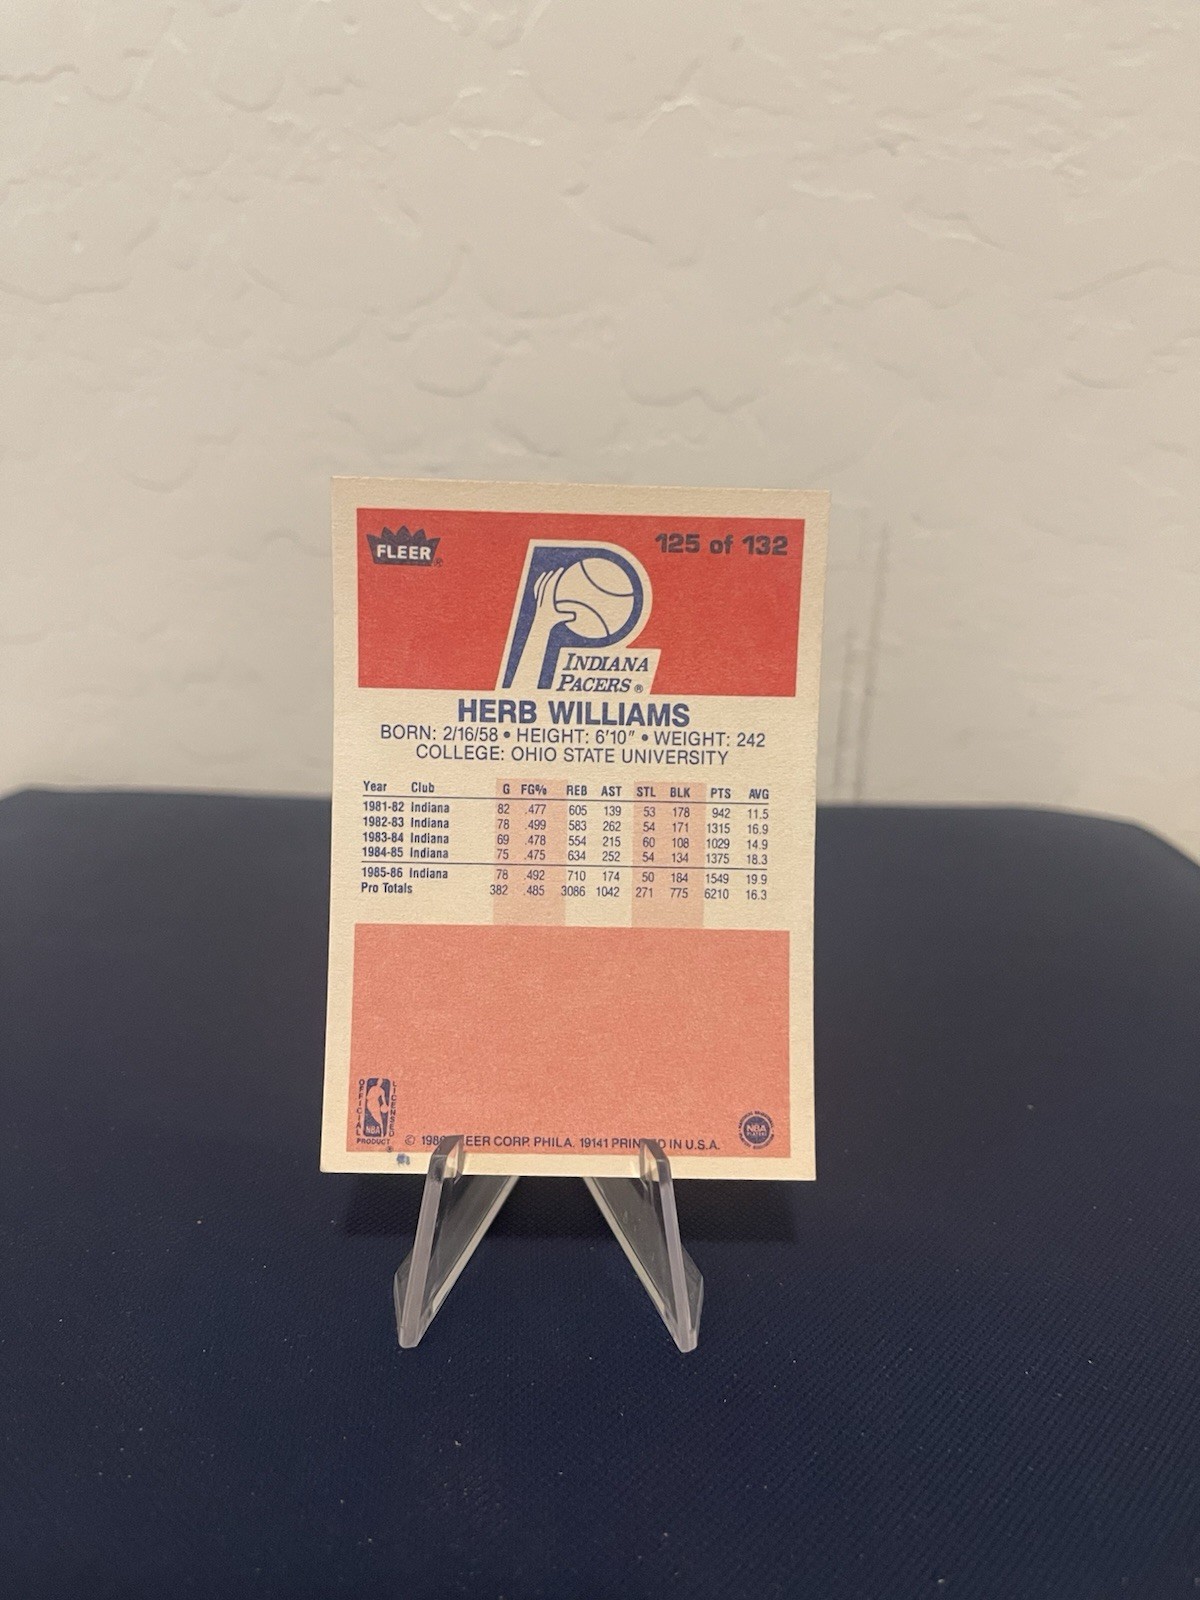 FLEER®
125 of 132
INDIANA
PACERS®
HERB WILLIAMS
BORN: 2/16/58 • HEIGHT: 6'10" • WEIGHT: 242
COLLEGE: OHIO STATE UNIVERSITY
Year Club G FG% REB AST STL BLK PTS AVG
1981-82 Indiana 82 .477 605 139 53 178 942 11.5
1982-83 Indiana 78 .499 583 262 54 171 1315 16.9
1983-84 Indiana 69 .478 554 215 60 108 1029 14.9
1984-85 Indiana 75 .475 634 252 54 134 1375 18.3
1985-86 Indiana 78 .492 710 174 50 184 1549 19.9
Pro Totals 382 .485 3086 1042 271 775 6210 16.3
OFFICIAL
LICENSED
NBA
PRODUCT ®
© 198 EER CORP. PHILA. 19141 PRIN D IN U.S.A.
NBA